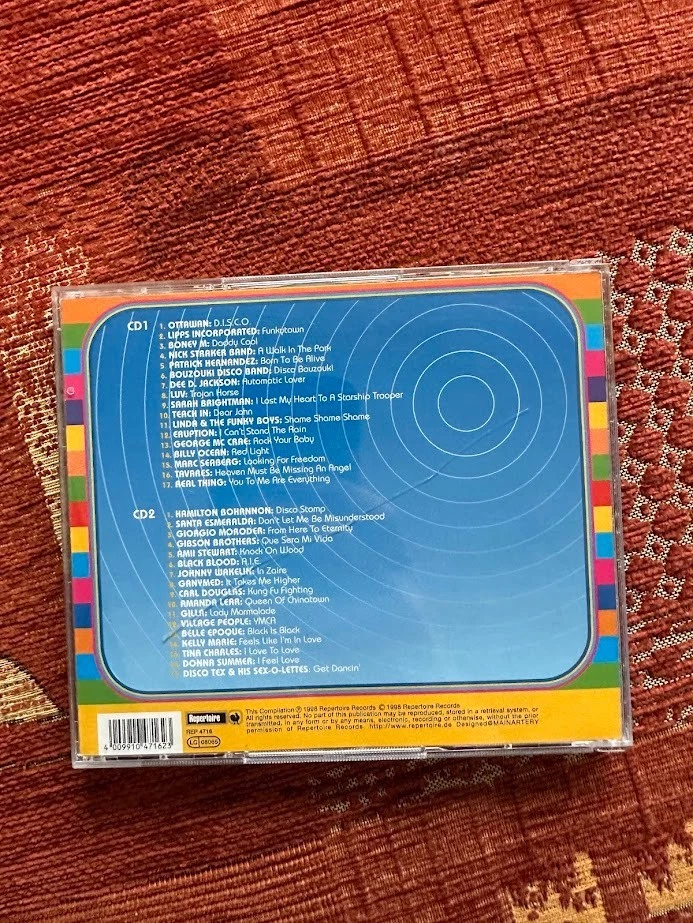 CD1
1. OTTAWAN: D.I.S.C.O
2. LIPPS INCORPORATED: Funkytown
3. BONEY M: Daddy Cool
4. NICK STRAKER BAND: A Walk In The Park
5. PATRICK HERNANDEZ: Born To Be Alive
6. BOUZOUKI DISCO BAND: Disco Bouzouki
7. DEE D. JACKSON: Automatic Lover
8. LUV: Trojan Horse
9. SARAH BRIGHTMAN: I Lost My Heart To A Starship Trooper
10. TEACH IN: Dear John
11. LINDA & THE FUNKY BOYS: Shame Shame Shame
12. ERUPTION: I Can't Stand The Rain
13. GEORGE MC CRAE: Rock Your Baby
14. BILLY OCEAN: Red Light
15. MARC SEABERG: Looking For Freedom
16. TAVARES: Heaven Must Be Missing An Angel
17. REAL THING: You To Me Are Everything
CD2
1. HAMILTON BOHANNON: Disco Stomp
2. SANTA ESMERALDA: Don't Let Me Be Misunderstood
3. GIORGIO MORODER: From Here To Eternity
4. GIBSON BROTHERS: Que Sera Mi Vida
5. AMII STEWART: Knock On Wood
6. BLACK BLOOD: A.I.E.
7. JOHNNY WAKELIN: In Zaire
8. GANYMED: It Takes Me Higher
9. CARL DOUGLAS: Kung Fu Fighting
10. AMANDA LEAR: Queen Of Chinatown
11. GILLA: Lady Marmalade
12. VILLAGE PEOPLE: YMCA
13. BELLE EPOQUE: Black Is Black
14. KELLY MARIE: Feels Like I'm In Love
15. TINA CHARLES: I Love To Love
16. DONNA SUMMER: I Feel Love
17. DISCO TEX & HIS SEX-O-LETTES: Get Dancin'
4 009910 471623
Repertoire
REP 4716
LC 08065
This Compilation ℗ 1998 Repertoire Records © 1998 Repertoire Records
All rights reserved. No part of this publication may be reproduced, stored in a retrieval system, or
transmitted, in any form or by any means, electronic, recording or otherwise, without the prior
permission of Repertoire Records. http://www.repertoire.de Designed@MAINARTERY